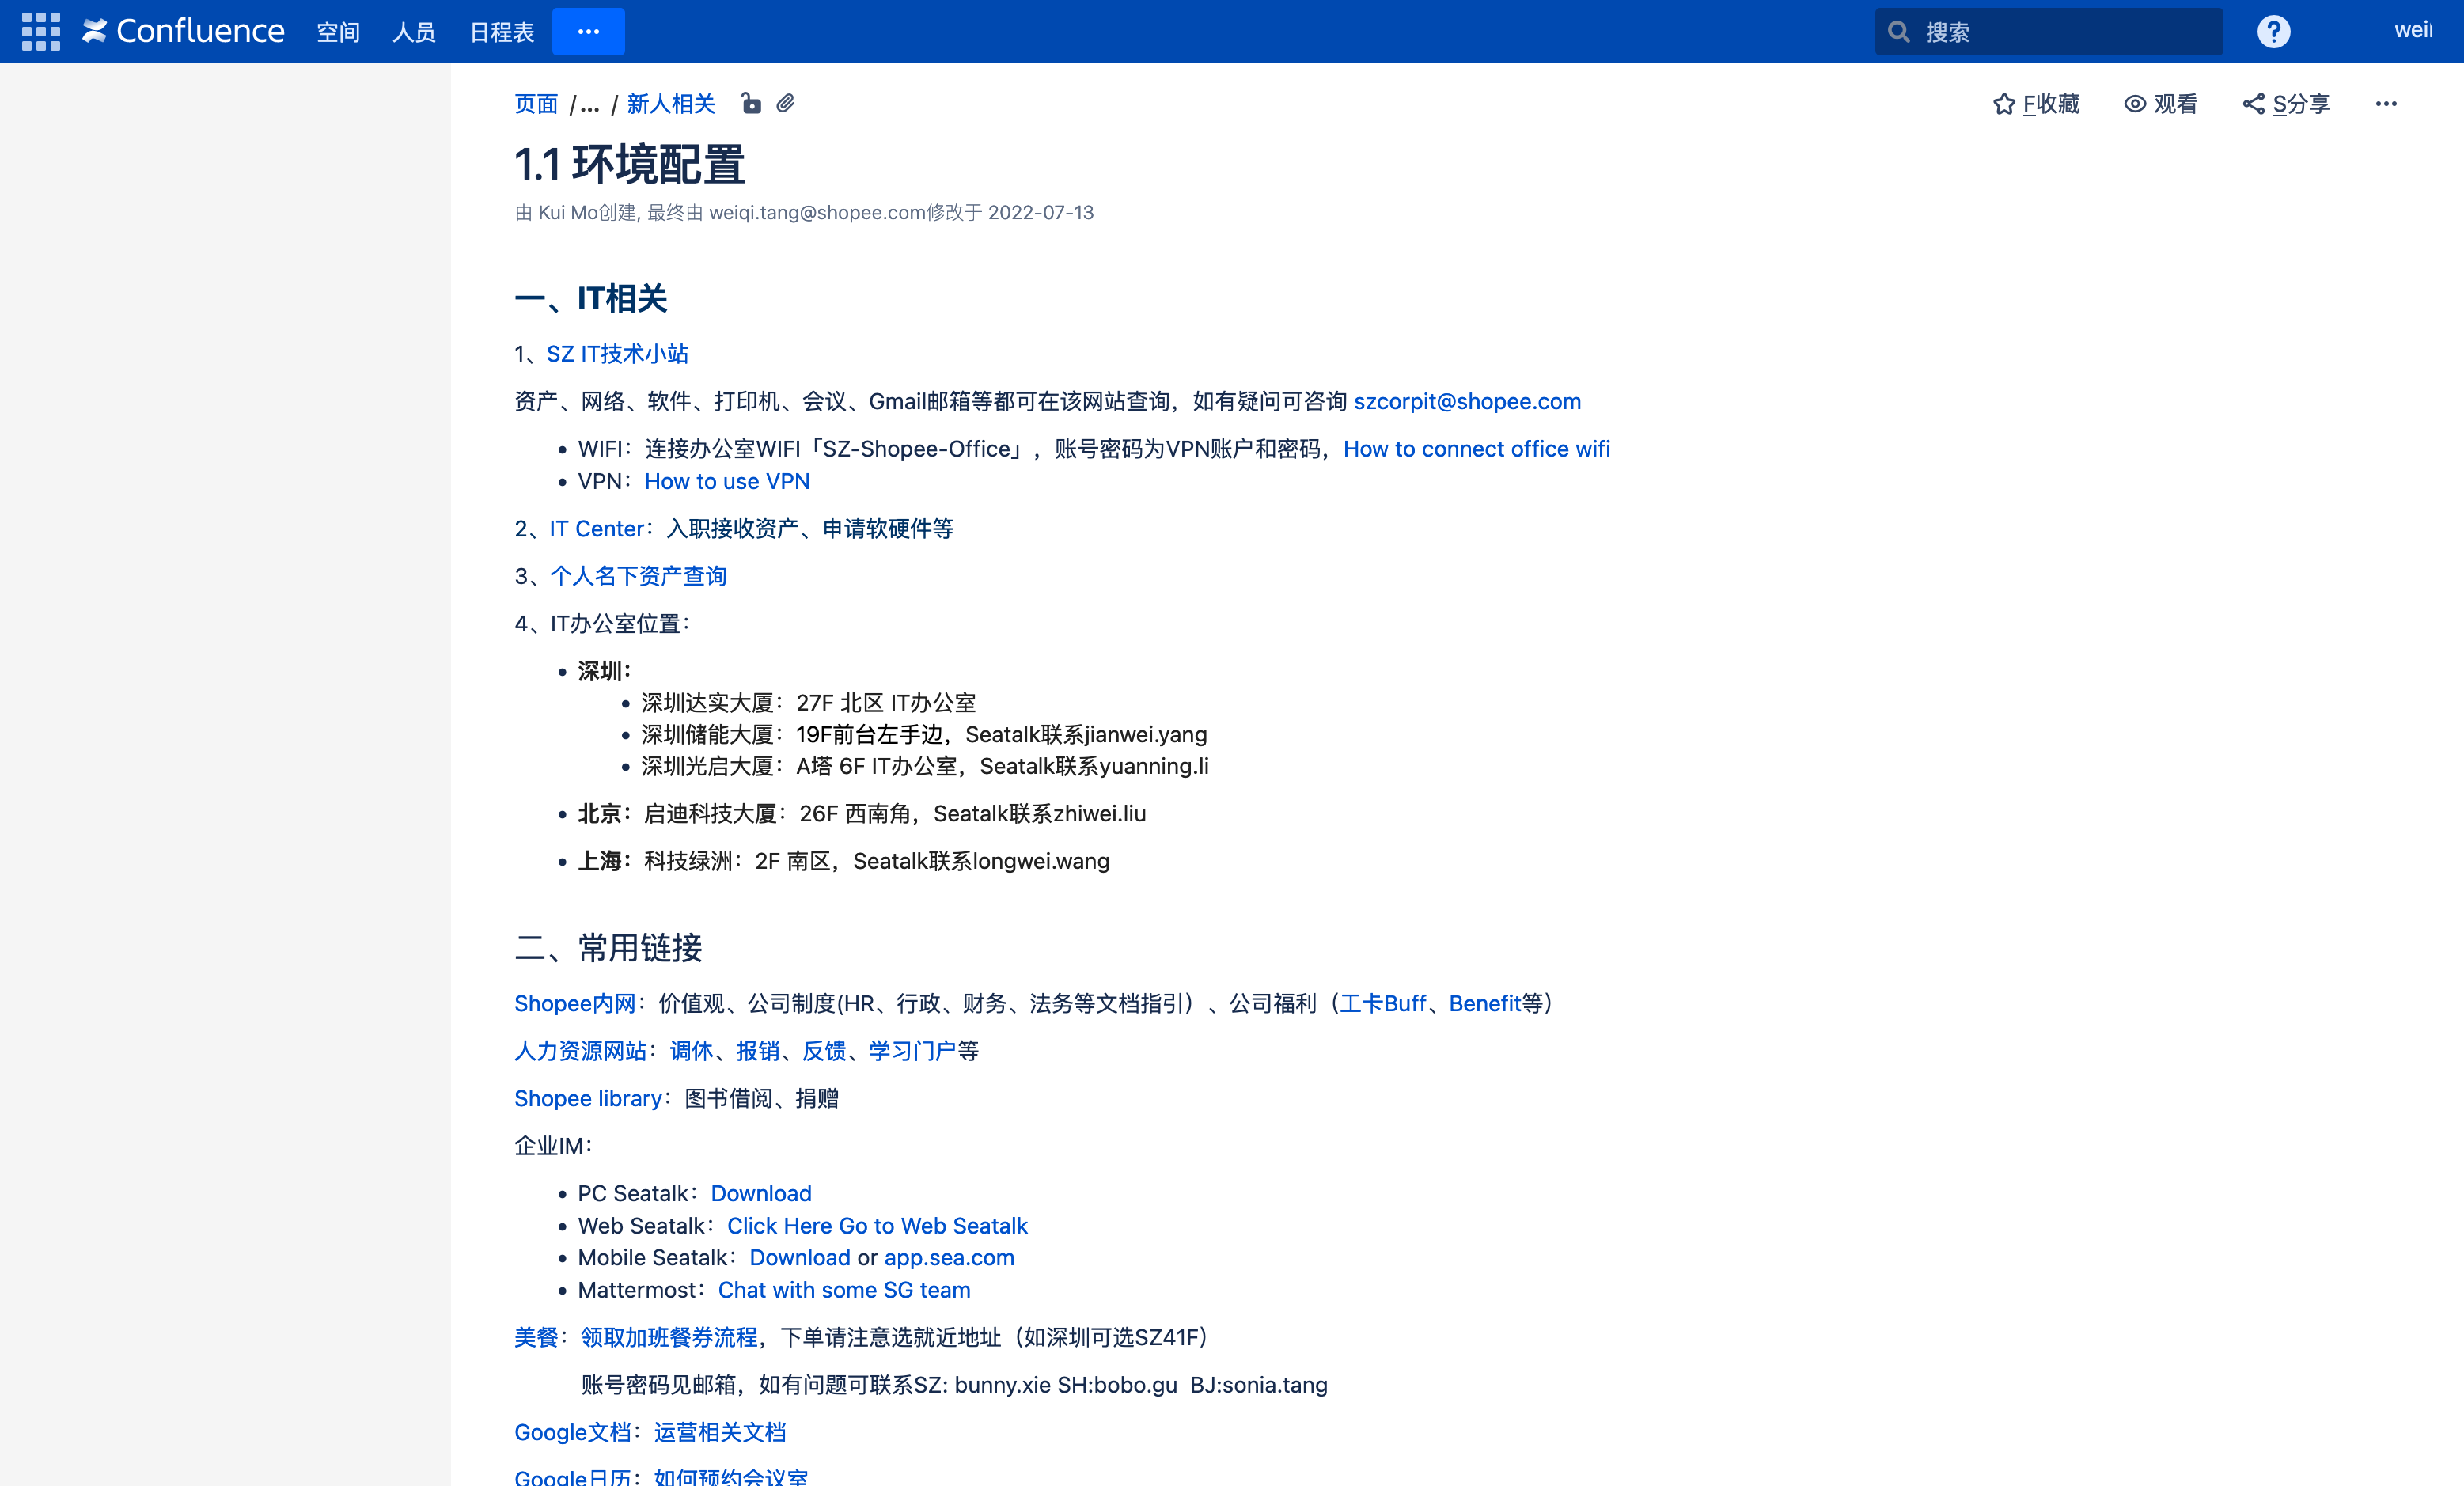 Confluence 空间 人员 日程表 ... 搜索 ? wei
页面 /... / 新人相关 F收藏 观看 S分享 ...
1.1 环境配置
由 Kui Mo创建, 最终由 weiqi.tang@shopee.com修改于 2022-07-13
一、IT相关
1、SZ IT技术小站
资产、网络、软件、打印机、会议、Gmail邮箱等都可在该网站查询，如有疑问可咨询 szcorpit@shopee.com
• WIFI：连接办公室WIFI「SZ-Shopee-Office」，账号密码为VPN账户和密码，How to connect office wifi
• VPN：How to use VPN
2、IT Center：入职接收资产、申请软硬件等
3、个人名下资产查询
4、IT办公室位置：
• 深圳：
• 深圳达实大厦：27F 北区 IT办公室
• 深圳储能大厦：19F前台左手边，Seatalk联系jianwei.yang
• 深圳光启大厦：A塔 6F IT办公室，Seatalk联系yuanning.li
• 北京：启迪科技大厦：26F 西南角，Seatalk联系zhiwei.liu
• 上海：科技绿洲：2F 南区，Seatalk联系longwei.wang
二、常用链接
Shopee内网：价值观、公司制度(HR、行政、财务、法务等文档指引）、公司福利（工卡Buff、Benefit等）
人力资源网站：调休、报销、反馈、学习门户等
Shopee library：图书借阅、捐赠
企业IM：
• PC Seatalk：Download
• Web Seatalk：Click Here Go to Web Seatalk
• Mobile Seatalk：Download or app.sea.com
• Mattermost：Chat with some SG team
美餐：领取加班餐券流程，下单请注意选就近地址（如深圳可选SZ41F）
账号密码见邮箱，如有问题可联系SZ: bunny.xie SH:bobo.gu BJ:sonia.tang
Google文档：运营相关文档
Google日历：如何预约会议室